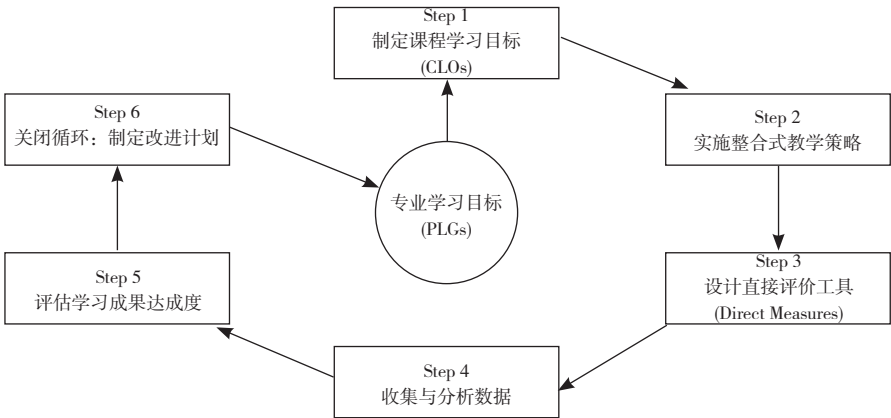 Step 1
制定课程学习目标
(CLOs)
Step 2
实施整合式教学策略
Step 3
设计直接评价工具
(Direct Measures)
Step 4
收集与分析数据
Step 5
评估学习成果达成度
Step 6
关闭循环：制定改进计划
专业学习目标
(PLGs)